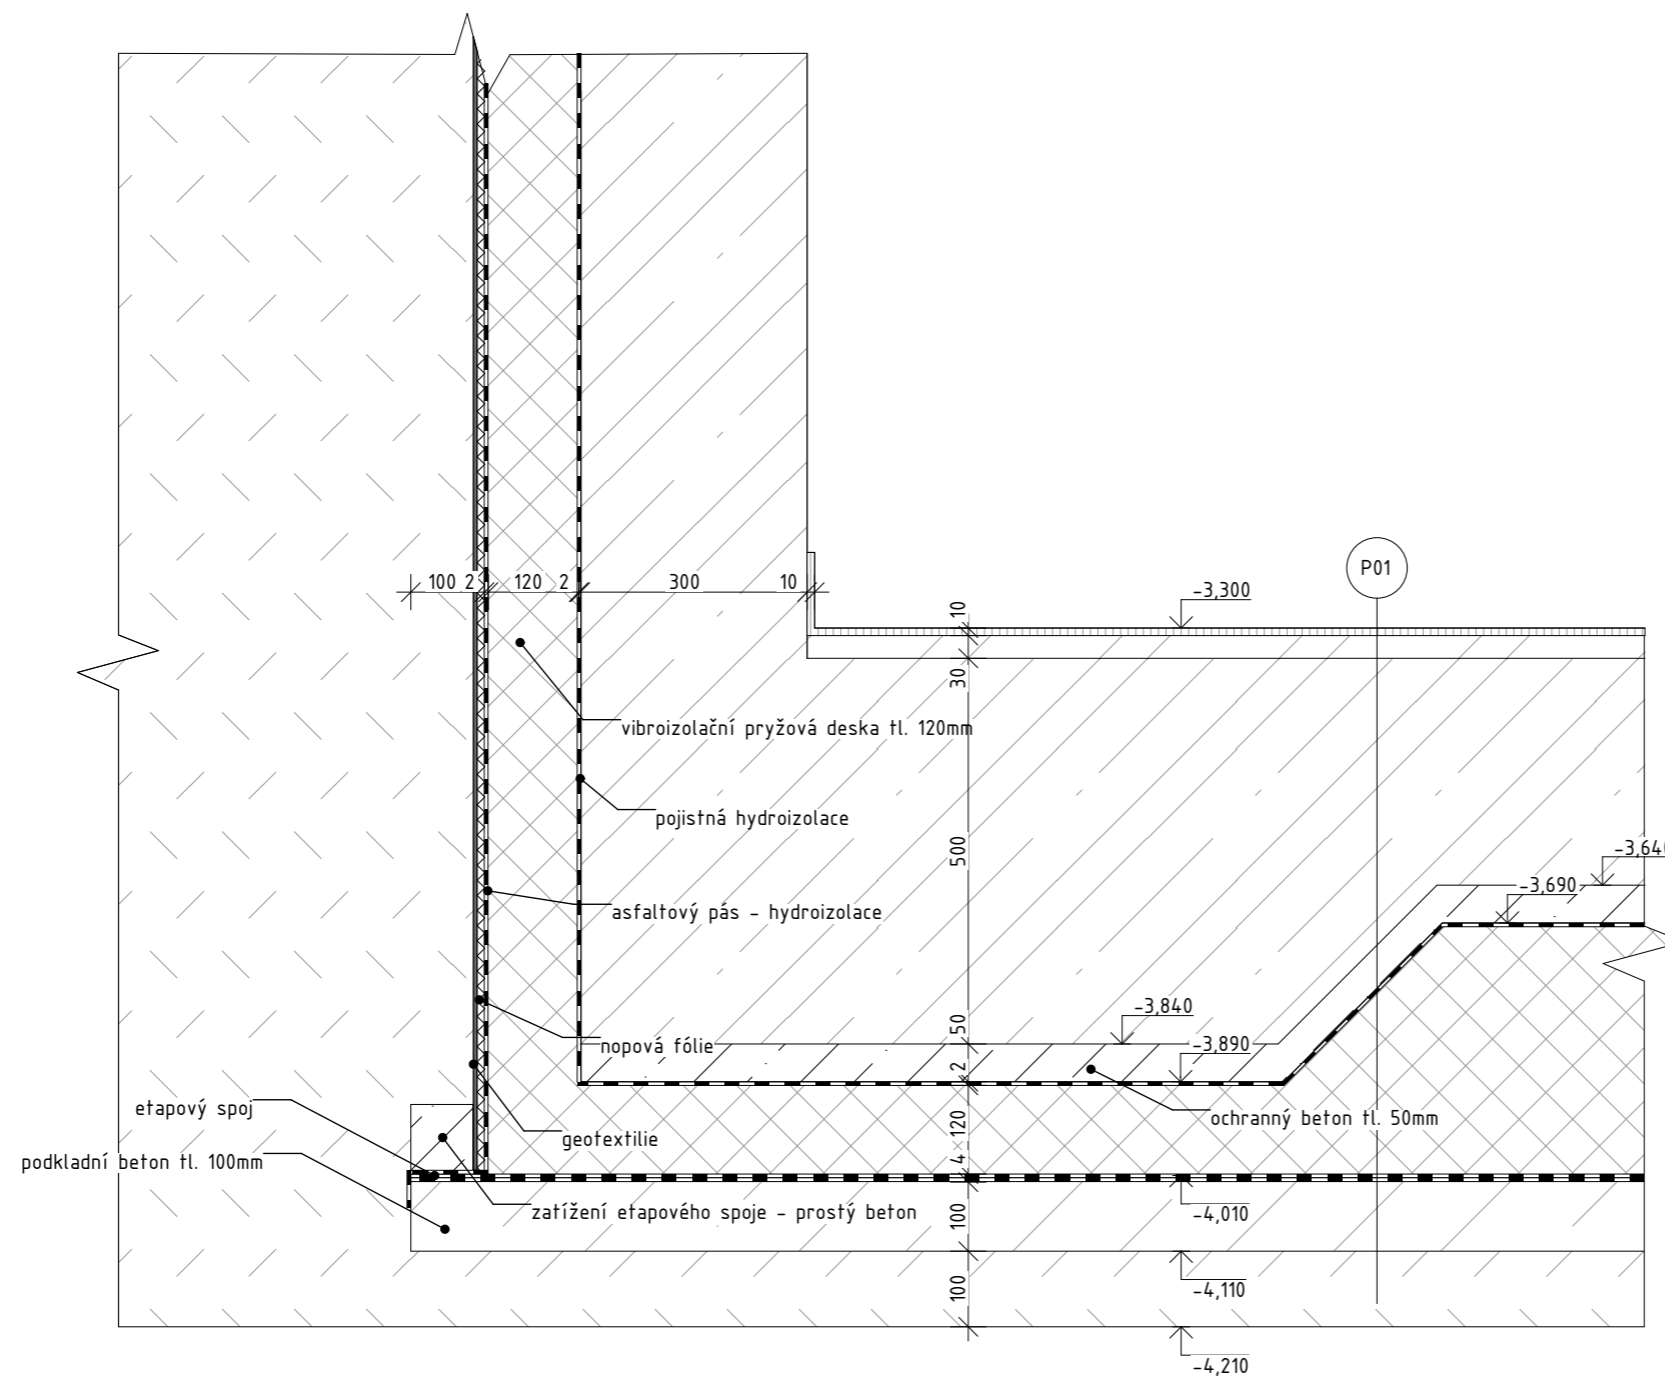 P01
100 2 120 2 300 10
-3,300
10
30
vibroizolační pryžová deska tl. 120mm
pojistná hydroizolace
500
-3,690
asfaltový pás - hydroizolace
-3,840
50
nopová fólie
-3,890
2
etapový spoj
ochranný beton tl. 50mm
120
geotextilie
podkladní beton tl. 100mm
4
zatížení etapového spoje - prostý beton
100
-4,010
-4,110
100
-4,210